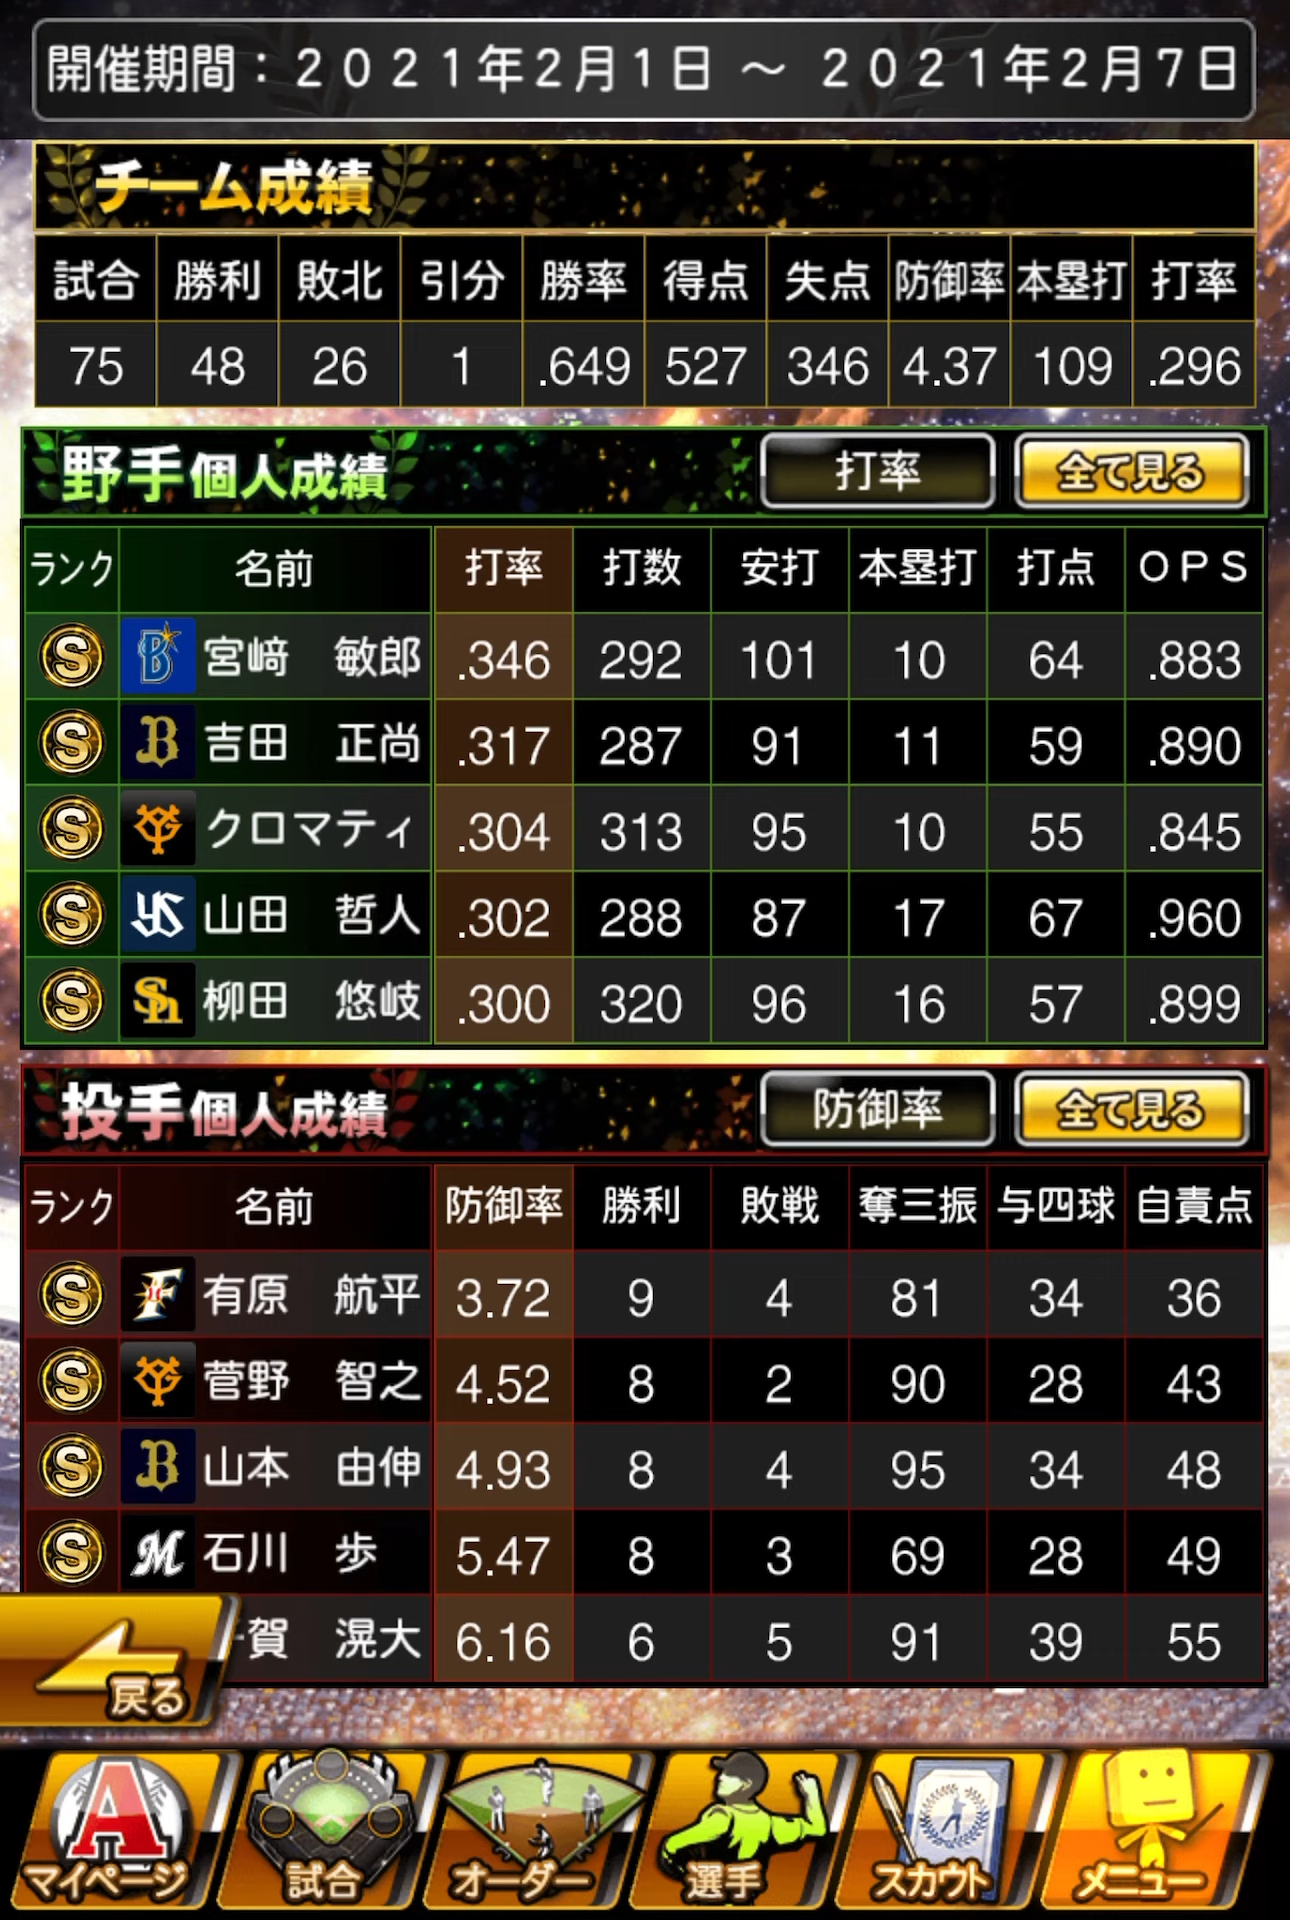 開催期間：２０２１年２月１日 ～ ２０２１年２月７日
チーム成績
試合 勝利 敗北 引分 勝率 得点 失点 防御率 本塁打 打率
75 48 26 1 .649 527 346 4.37 109 .296
野手個人成績 打率 全て見る
ランク 名前 打率 打数 安打 本塁打 打点 ＯＰＳ
S B 宮﨑　敏郎 .346 292 101 10 64 .883
S B 吉田　正尚 .317 287 91 11 59 .890
S YG クロマティ .304 313 95 10 55 .845
S YS 山田　哲人 .302 288 87 17 67 .960
S Sh 柳田　悠岐 .300 320 96 16 57 .899
投手個人成績 防御率 全て見る
ランク 名前 防御率 勝利 敗戦 奪三振 与四球 自責点
S F 有原　航平 3.72 9 4 81 34 36
S YG 菅野　智之 4.52 8 2 90 28 43
S B 山本　由伸 4.93 8 4 95 34 48
S M 石川　歩 5.47 8 3 69 28 49
賀　滉大 6.16 6 5 91 39 55
戻る
A
マイページ 試合 オーダー 選手 スカウト メニュー